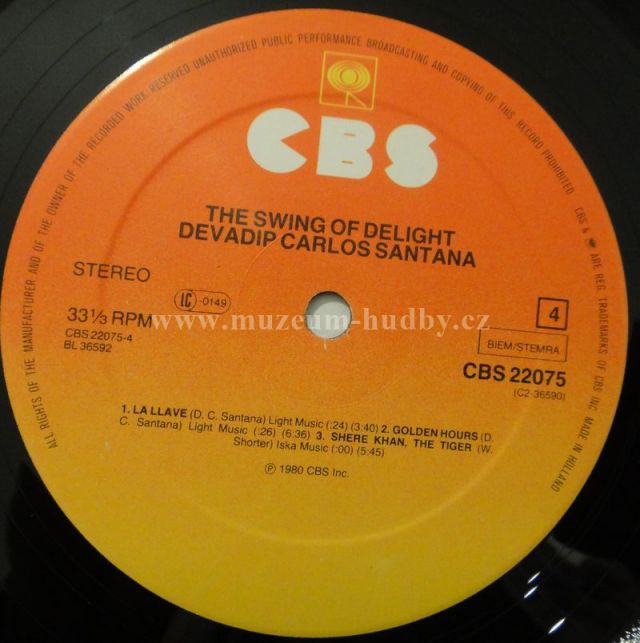 ALL RIGHTS OF THE MANUFACTURER AND OF THE OWNER OF THE RECORDED WORK RESERVED UNAUTHORIZED PUBLIC PERFORMANCE BROADCASTING AND COPYING OF THIS RECORD PROHIBITED CBS & ARE REG. TRADEMARKS OF CBS INC. MADE IN HOLLAND
CBS
THE SWING OF DELIGHT
DEVADIP CARLOS SANTANA
STEREO
LC -0149
33⅓ RPM
CBS 22075-4
BL 36592
4
BIEM/STEMRA
CBS 22075
(C2-36590)
www.muzeum-hudby.cz
1. LA LLAVE (D. C. Santana) Light Music (:24) (3:40) 2. GOLDEN HOURS (D.
C. Santana) Light Music (:26) (6:36) 3. SHERE KHAN, THE TIGER (W.
Shorter) Iska Music (:00) (5:45)
℗ 1980 CBS Inc.